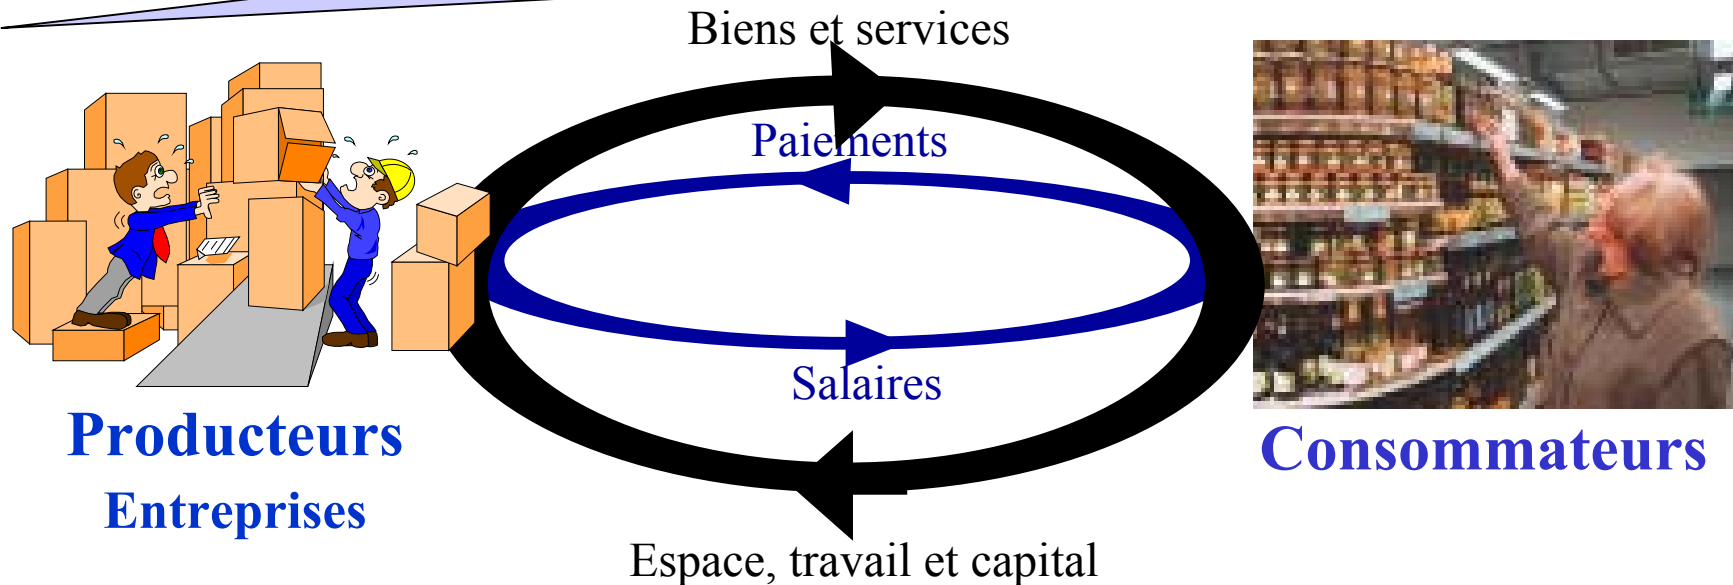 Biens et services
Paiements
Salaires
Producteurs
Entreprises
Consommateurs
Espace, travail et capital